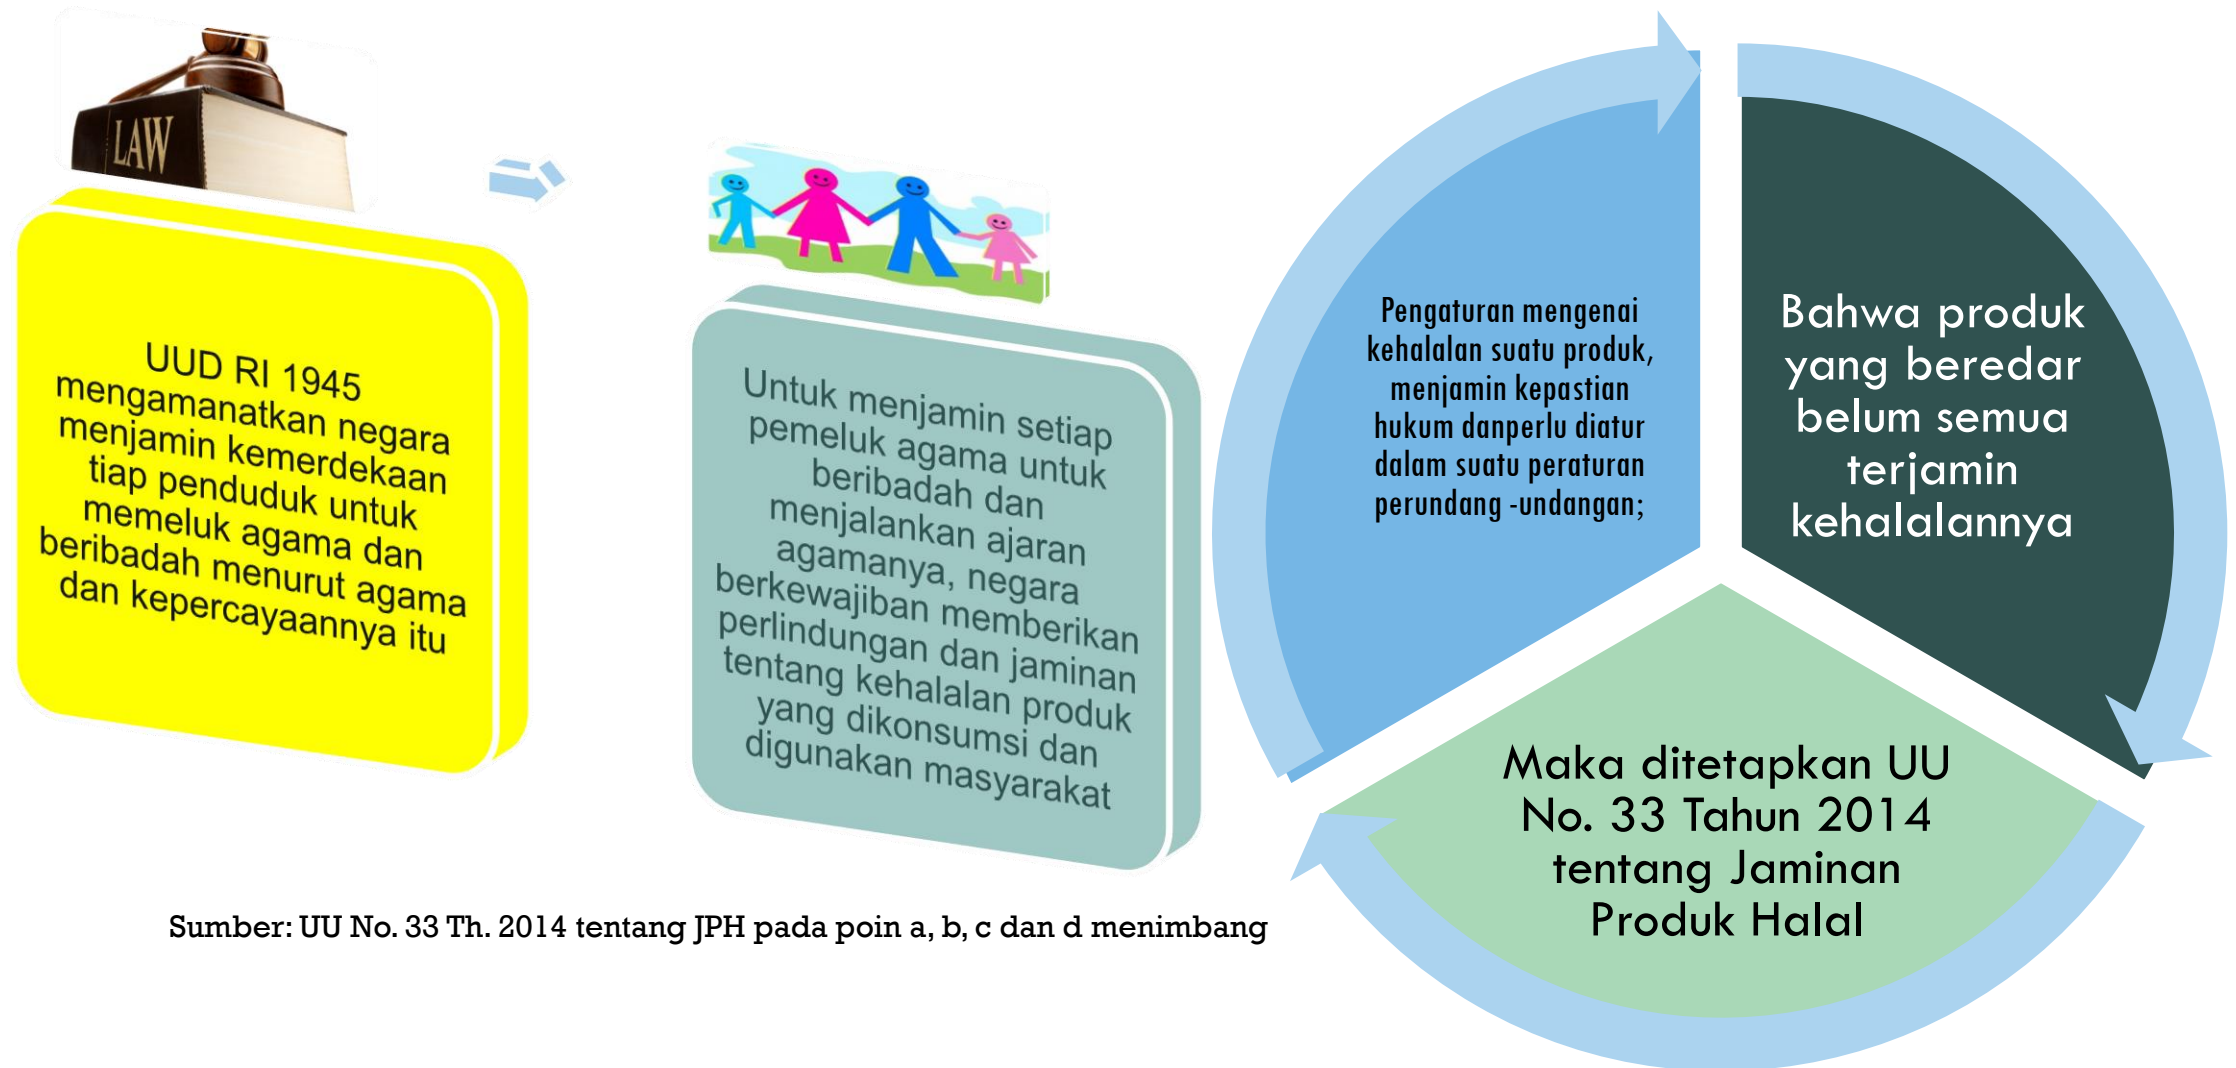 LAW
UUD RI 1945
mengamanatkan negara
menjamin kemerdekaan
tiap penduduk untuk
memeluk agama dan
beribadah menurut agama
dan kepercayaannya itu
Untuk menjamin setiap
pemeluk agama untuk
beribadah dan
menjalankan ajaran
agamanya, negara
berkewajiban memberikan
perlindungan dan jaminan
tentang kehalalan produk
yang dikonsumsi dan
digunakan masyarakat
Pengaturan mengenai
kehalalan suatu produk,
menjamin kepastian
hukum danperlu diatur
dalam suatu peraturan
perundang -undangan;
Bahwa produk
yang beredar
belum semua
terjamin
kehalalannya
Maka ditetapkan UU
No. 33 Tahun 2014
tentang Jaminan
Produk Halal
Sumber: UU No. 33 Th. 2014 tentang JPH pada poin a, b, c dan d menimbang